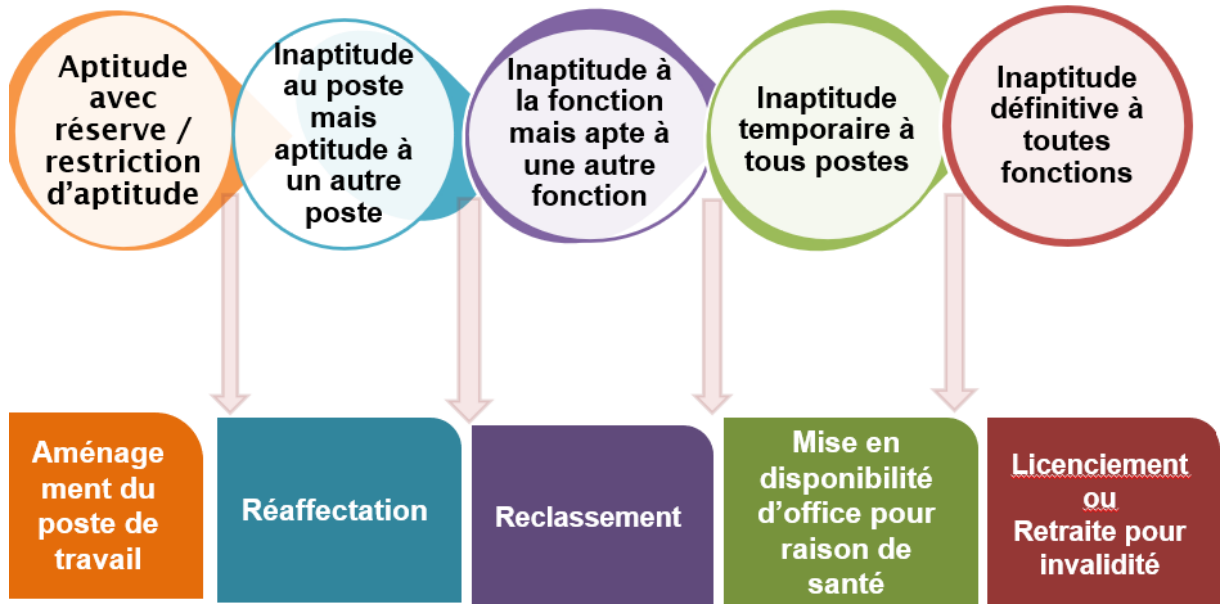 Aptitude
avec
réserve /
restriction
d’aptitude
Inaptitude
au poste
mais
aptitude à
un autre
poste
Inaptitude à
la fonction
mais apte à
une autre
fonction
Inaptitude
temporaire à
tous postes
Inaptitude
définitive à
toutes
fonctions
Aménage
ment du
poste de
travail
Réaffectation
Reclassement
Mise en
disponibilité
d’office pour
raison de
santé
Licenciement
ou
Retraite pour
invalidité